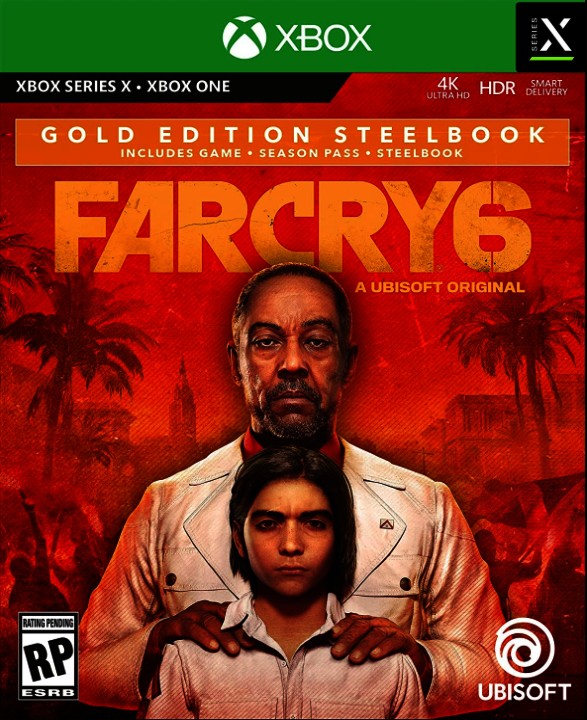 XBOX
SERIES X
XBOX SERIES X • XBOX ONE
4K
ULTRA HD
HDR
SMART
DELIVERY
GOLD EDITION STEELBOOK
INCLUDES GAME • SEASON PASS • STEELBOOK
FARCRY6
A UBISOFT ORIGINAL
RATING PENDING
RP
ESRB
UBISOFT